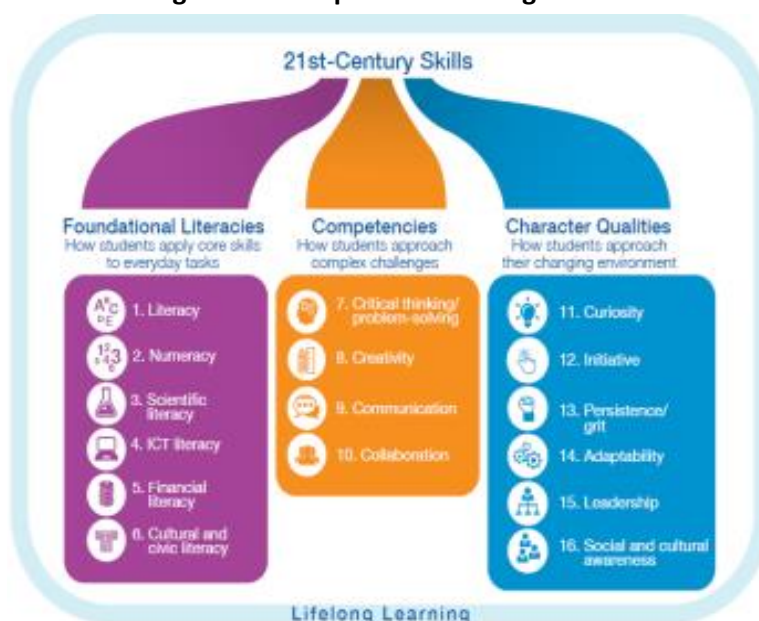 21st-Century Skills
Foundational Literacies
How students apply core skills
to everyday tasks
1. Literacy
2. Numeracy
3. Scientific
literacy
4. ICT literacy
5. Financial
literacy
6. Cultural and
civic literacy
Competencies
How students approach
complex challenges
7. Critical thinking/
problem-solving
8. Creativity
9. Communication
10. Collaboration
Character Qualities
How students approach
their changing environment
11. Curiosity
12. Initiative
13. Persistence/
grit
14. Adaptability
15. Leadership
16. Social and cultural
awareness
Lifelong Learning